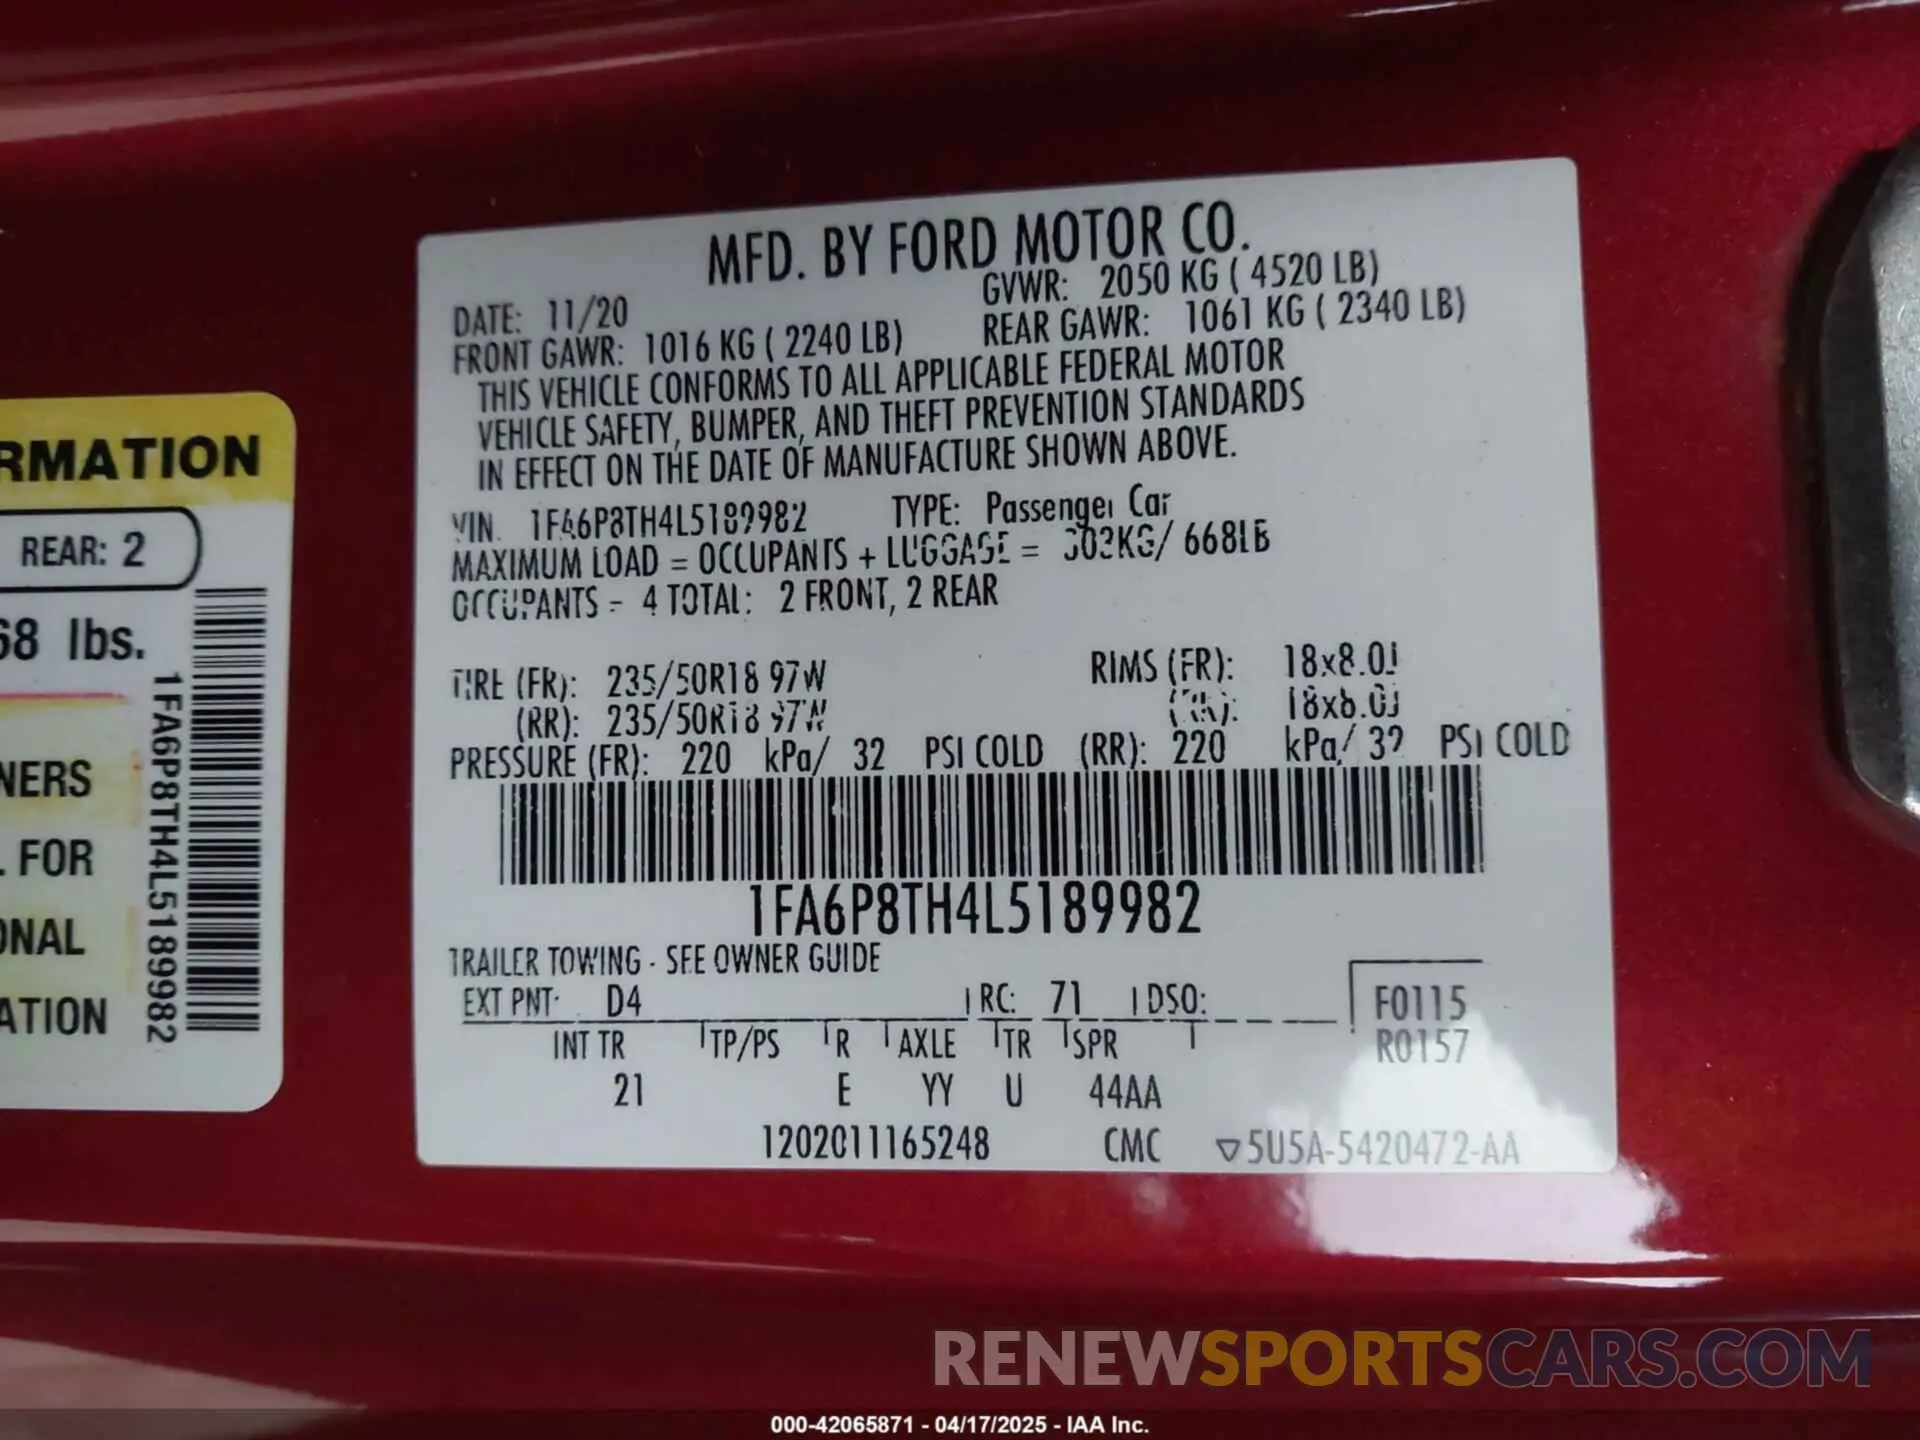 MFD. BY FORD MOTOR CO.
DATE: 11/20 GVWR: 2050 KG ( 4520 LB)
FRONT GAWR: 1016 KG ( 2240 LB) REAR GAWR: 1061 KG ( 2340 LB)
THIS VEHICLE CONFORMS TO ALL APPLICABLE FEDERAL MOTOR
VEHICLE SAFETY, BUMPER, AND THEFT PREVENTION STANDARDS
IN EFFECT ON THE DATE OF MANUFACTURE SHOWN ABOVE.
VIN: 1FA6P8TH4L5189982 TYPE: Passenger Car
MAXIMUM LOAD = OCCUPANTS + LUGGAGE = 303KG/ 668LB
OCCUPANTS = 4 TOTAL: 2 FRONT, 2 REAR
TIRE (FR): 235/50R18 97W RIMS (FR): 18x8.0J
(RR): 235/50R18 97W (RR): 18x8.0J
PRESSURE (FR): 220 kPa/ 32 PSI COLD (RR): 220 kPa/ 32 PSI COLD
1FA6P8TH4L5189982
TRAILER TOWING - SEE OWNER GUIDE
EXT PNT: D4 RC: 71 DSO: F0115
INT TR TP/PS R AXLE TR SPR R0157
21 E YY U 44AA
1202011165248 CMC ▽5U5A-5420472-AA
RMATION
REAR: 2
68 lbs.
NERS
. FOR
ONAL
ATION
1FA6P8TH4L5189982
RENEWSPORTSCARS.COM
000-42065871 - 04/17/2025 - IAA Inc.